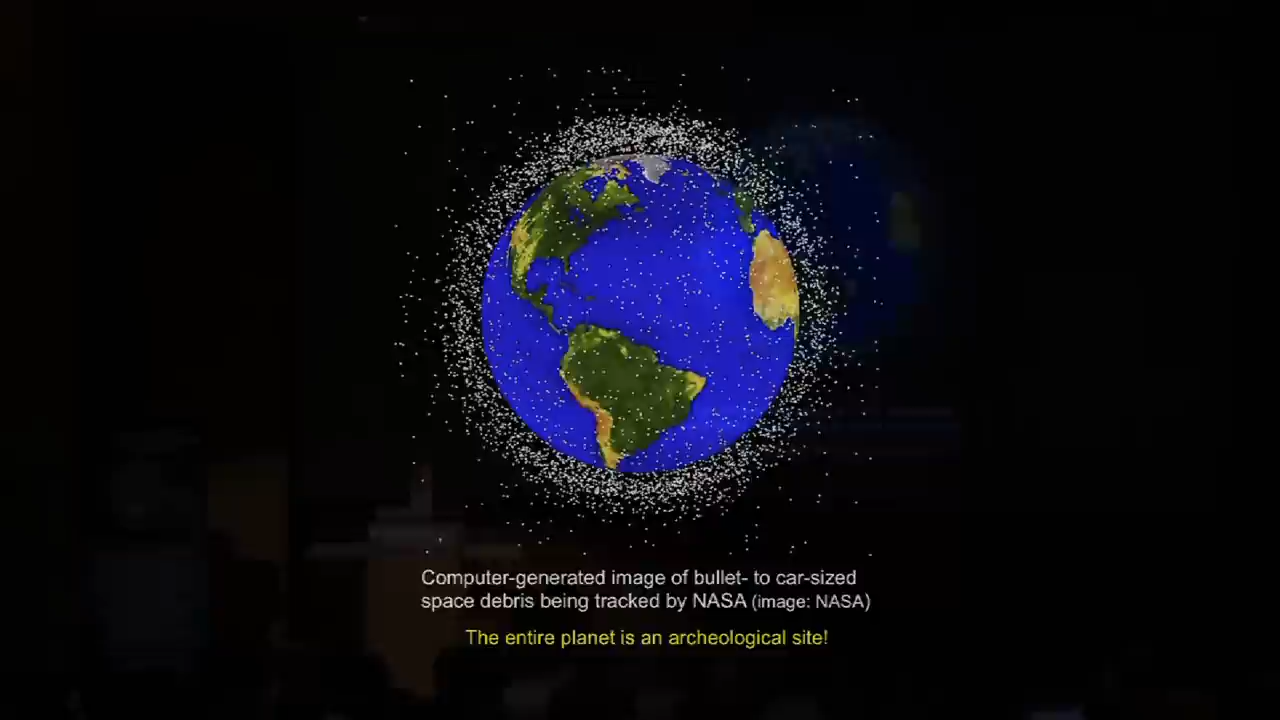 Computer-generated image of bullet- to car-sized
space debris being tracked by NASA (image: NASA)
The entire planet is an archeological site!